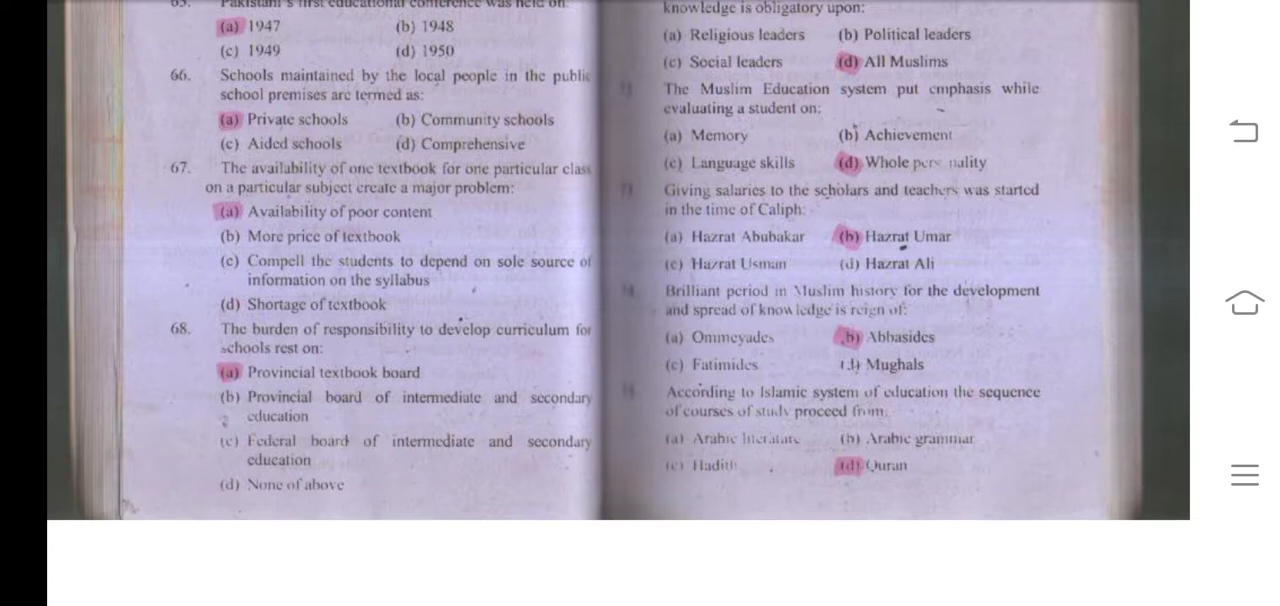 65. Pakistani's first educational conference was held on
(a) 1947 (b) 1948
(c) 1949 (d) 1950
66. Schools maintained by the local people in the public
school premises are termed as:
(a) Private schools (b) Community schools
(c) Aided schools (d) Comprehensive
67. The availability of one textbook for one particular class
on a particular subject create a major problem:
(a) Availability of poor content
(b) More price of textbook
(c) Compell the students to depend on sole source of
information on the syllabus
(d) Shortage of textbook
68. The burden of responsibility to develop curriculum for
schools rest on:
(a) Provincial textbook board
(b) Provincial board of intermediate and secondary
education
(c) Federal board of intermediate and secondary
education
(d) None of above
knowledge is obligatory upon:
(a) Religious leaders (b) Political leaders
(c) Social leaders (d) All Muslims
The Muslim Education system put emphasis while
evaluating a student on:
(a) Memory (b) Achievement
(c) Language skills (d) Whole personality
Giving salaries to the scholars and teachers was started
in the time of Caliph:
(a) Hazrat Abubakar (b) Hazrat Umar
(c) Hazrat Usman (d) Hazrat Ali
Brilliant period in Muslim history for the development
and spread of knowledge is reign of:
(a) Ommeyades (b) Abbasides
(c) Fatimides (d) Mughals
According to Islamic system of education the sequence
of courses of study proceed from:
(a) Arabic literature (b) Arabic grammar
(c) Hadith (d) Quran